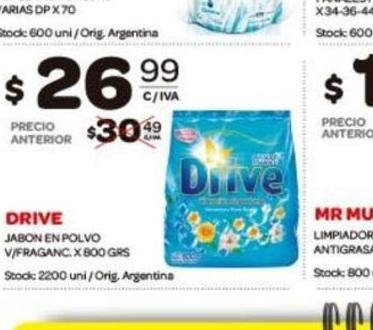 VARIAS DP X 70
Stock: 600 uni / Orig. Argentina
X 34-36-44
Stock: 600
$ 26 99
C/IVA
PRECIO
ANTERIOR
$30 49
DRIVE
JABON EN POLVO
V/FRAGANC. X 800 GRS
Stock: 2200 uni / Orig. Argentina
Drive
$ 1
PRECIO
ANTERIO
MR MU
LIMPIADOR
ANTIGRASA
Stock: 800